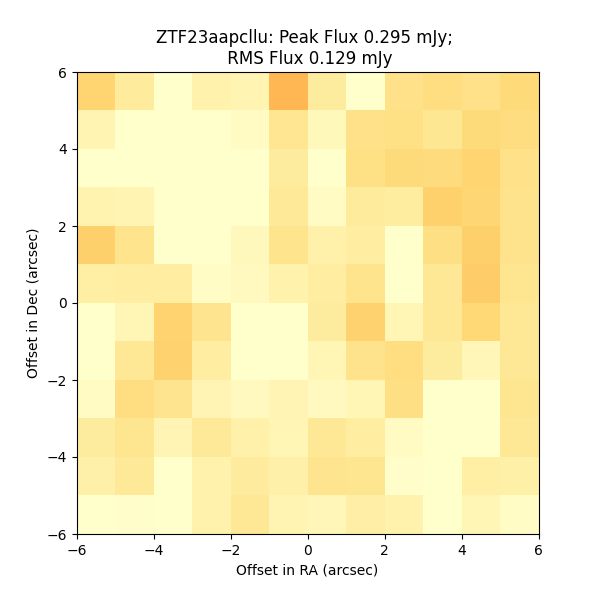 ZTF23aapcllu: Peak Flux 0.295 mJy;
RMS Flux 0.129 mJy
6
4
2
0
−2
−4
−6
Offset in Dec (arcsec)
−6 −4 −2 0 2 4 6
Offset in RA (arcsec)